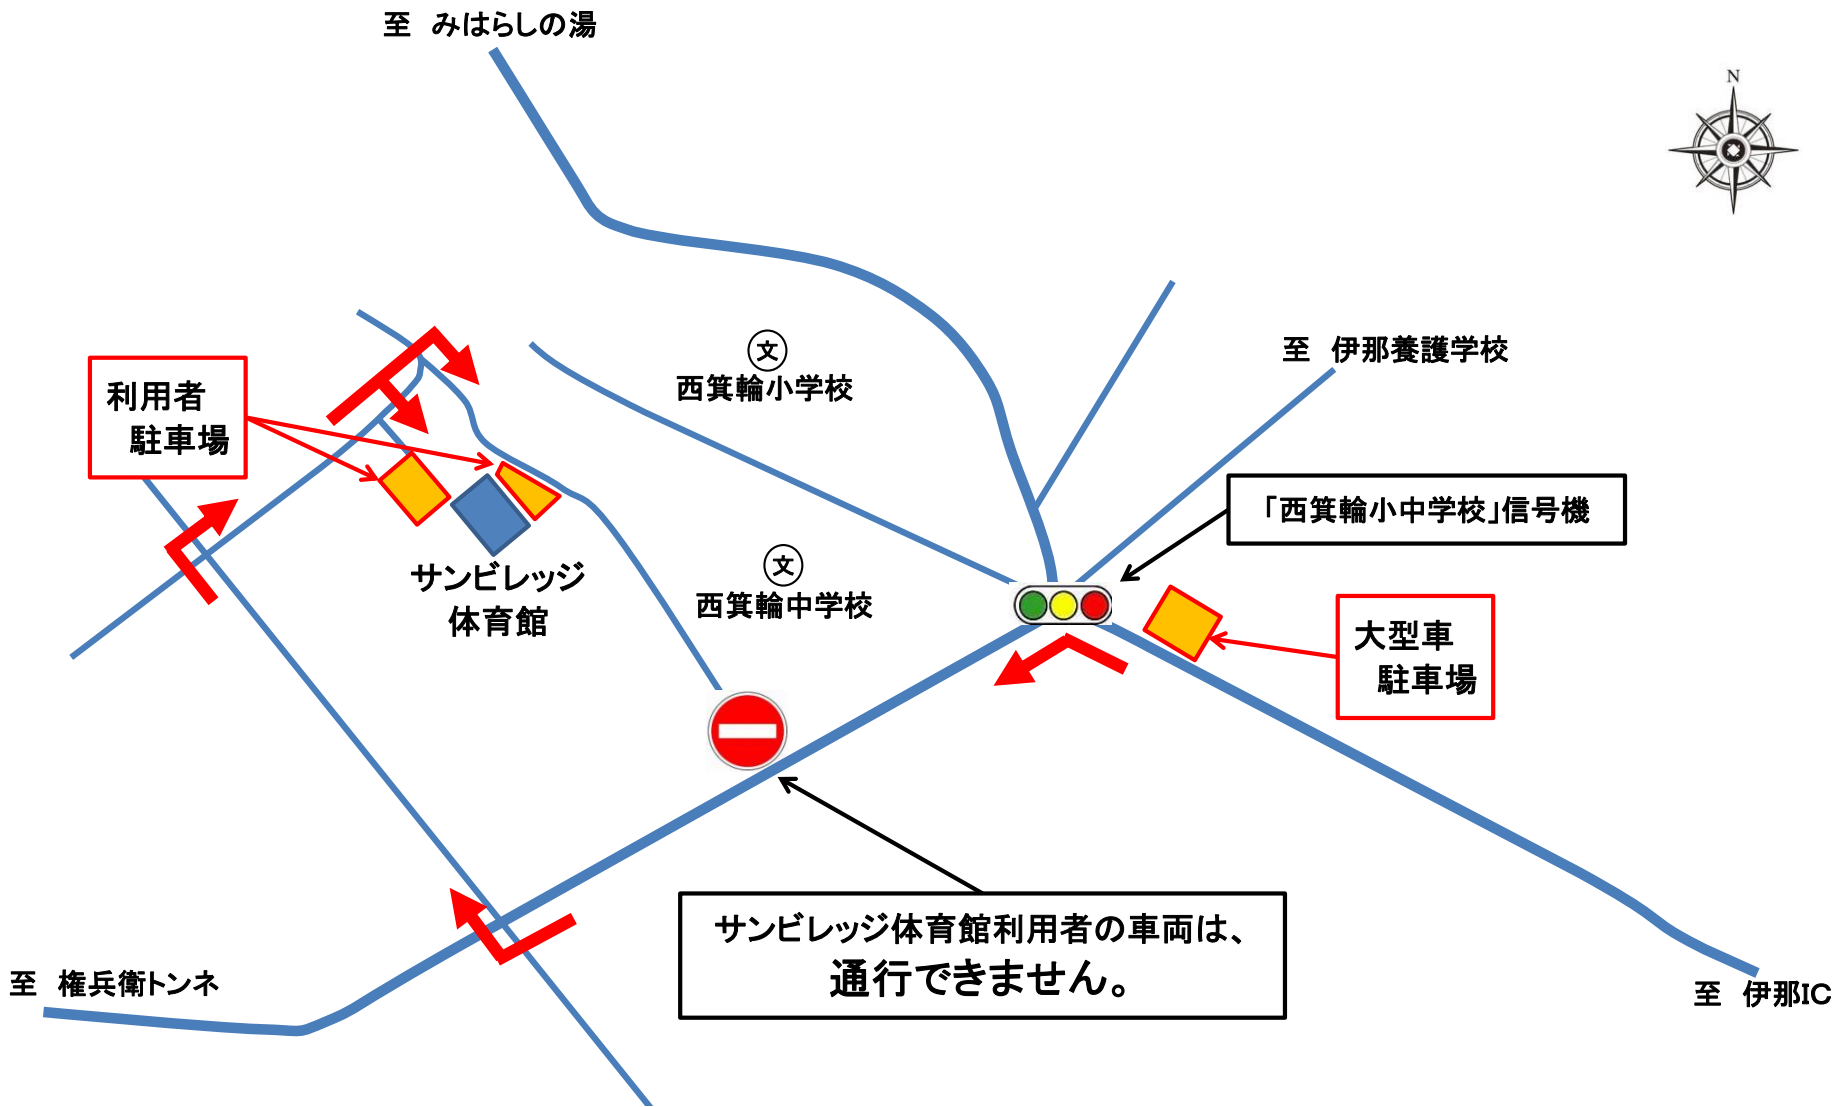 至　みはらしの湯
N
文
西箕輪小学校
至　伊那養護学校
利用者
駐車場
「西箕輪小中学校」信号機
サンビレッジ
体育館
文
西箕輪中学校
大型車
駐車場
サンビレッジ体育館利用者の車両は、
通行できません。
至　権兵衛トンネ
至　伊那IC